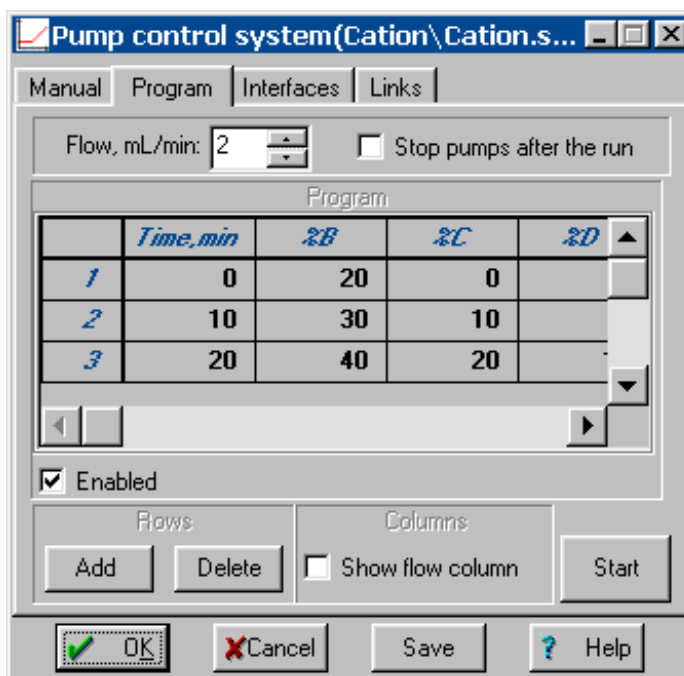 Pump control system(Cation\Cation.s...
Manual Program Interfaces Links
Flow, mL/min: 2 Stop pumps after the run
Program
Time,min %B %C %D
1 0 20 0
2 10 30 10
3 20 40 20
Enabled
Rows Columns
Add Delete Show flow column Start
OK Cancel Save ? Help